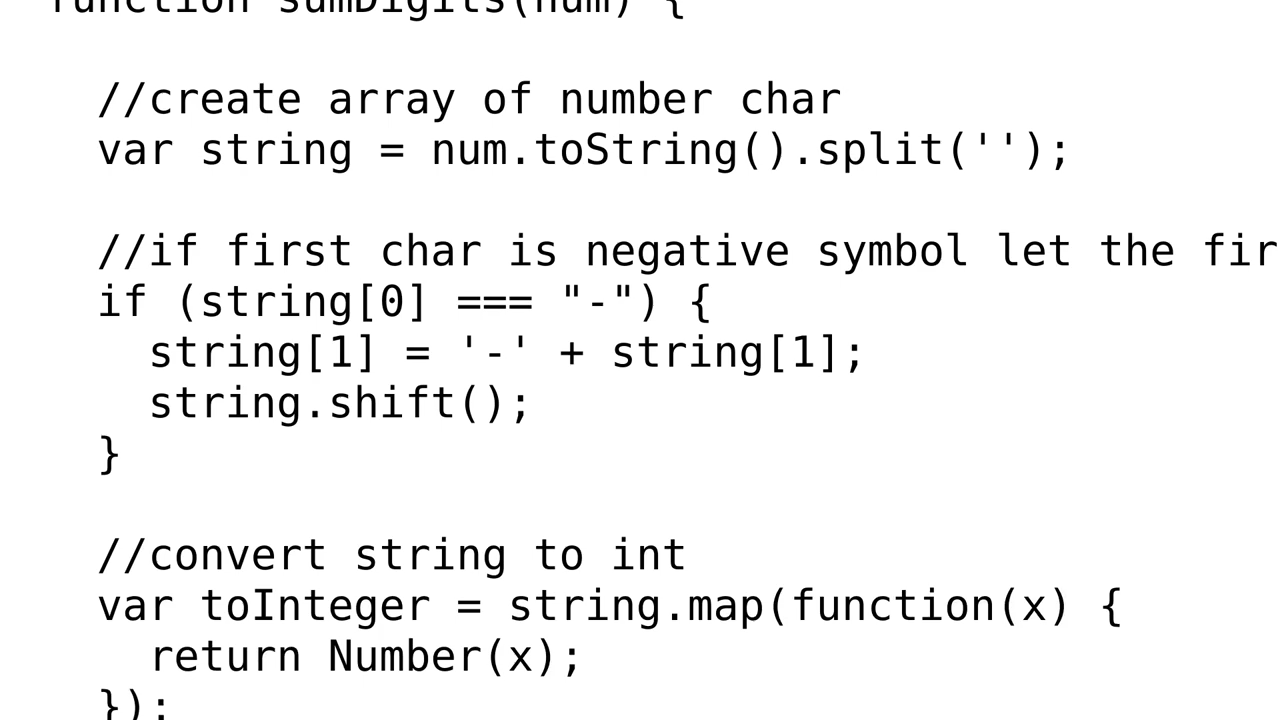 function sumDigits(num) {
//create array of number char
var string = num.toString().split('');
//if first char is negative symbol let the
if (string[0] === "-") {
string[1] = '-' + string[1];
string.shift();
}
//convert string to int
var toInteger = string.map(function(x) {
return Number(x);
});